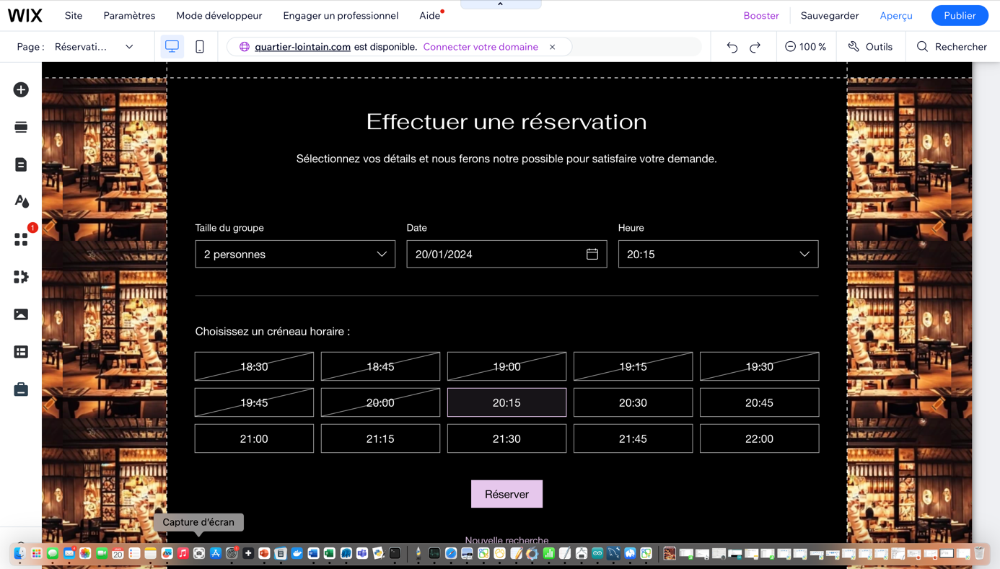 WIX Site Paramètres Mode développeur Engager un professionnel Aide Booster Sauvegarder Aperçu Publier
Page : Réservati... quartier-lointain.com est disponible. Connecter votre domaine 100 % Outils Rechercher
1
Effectuer une réservation
Sélectionnez vos détails et nous ferons notre possible pour satisfaire votre demande.
Taille du groupe Date Heure
2 personnes 20/01/2024 20:15
Choisissez un créneau horaire :
18:30 18:45 19:00 19:15 19:30
19:45 20:00 20:15 20:30 20:45
21:00 21:15 21:30 21:45 22:00
Réserver
Capture d'écran
Nouvelle recherche
20